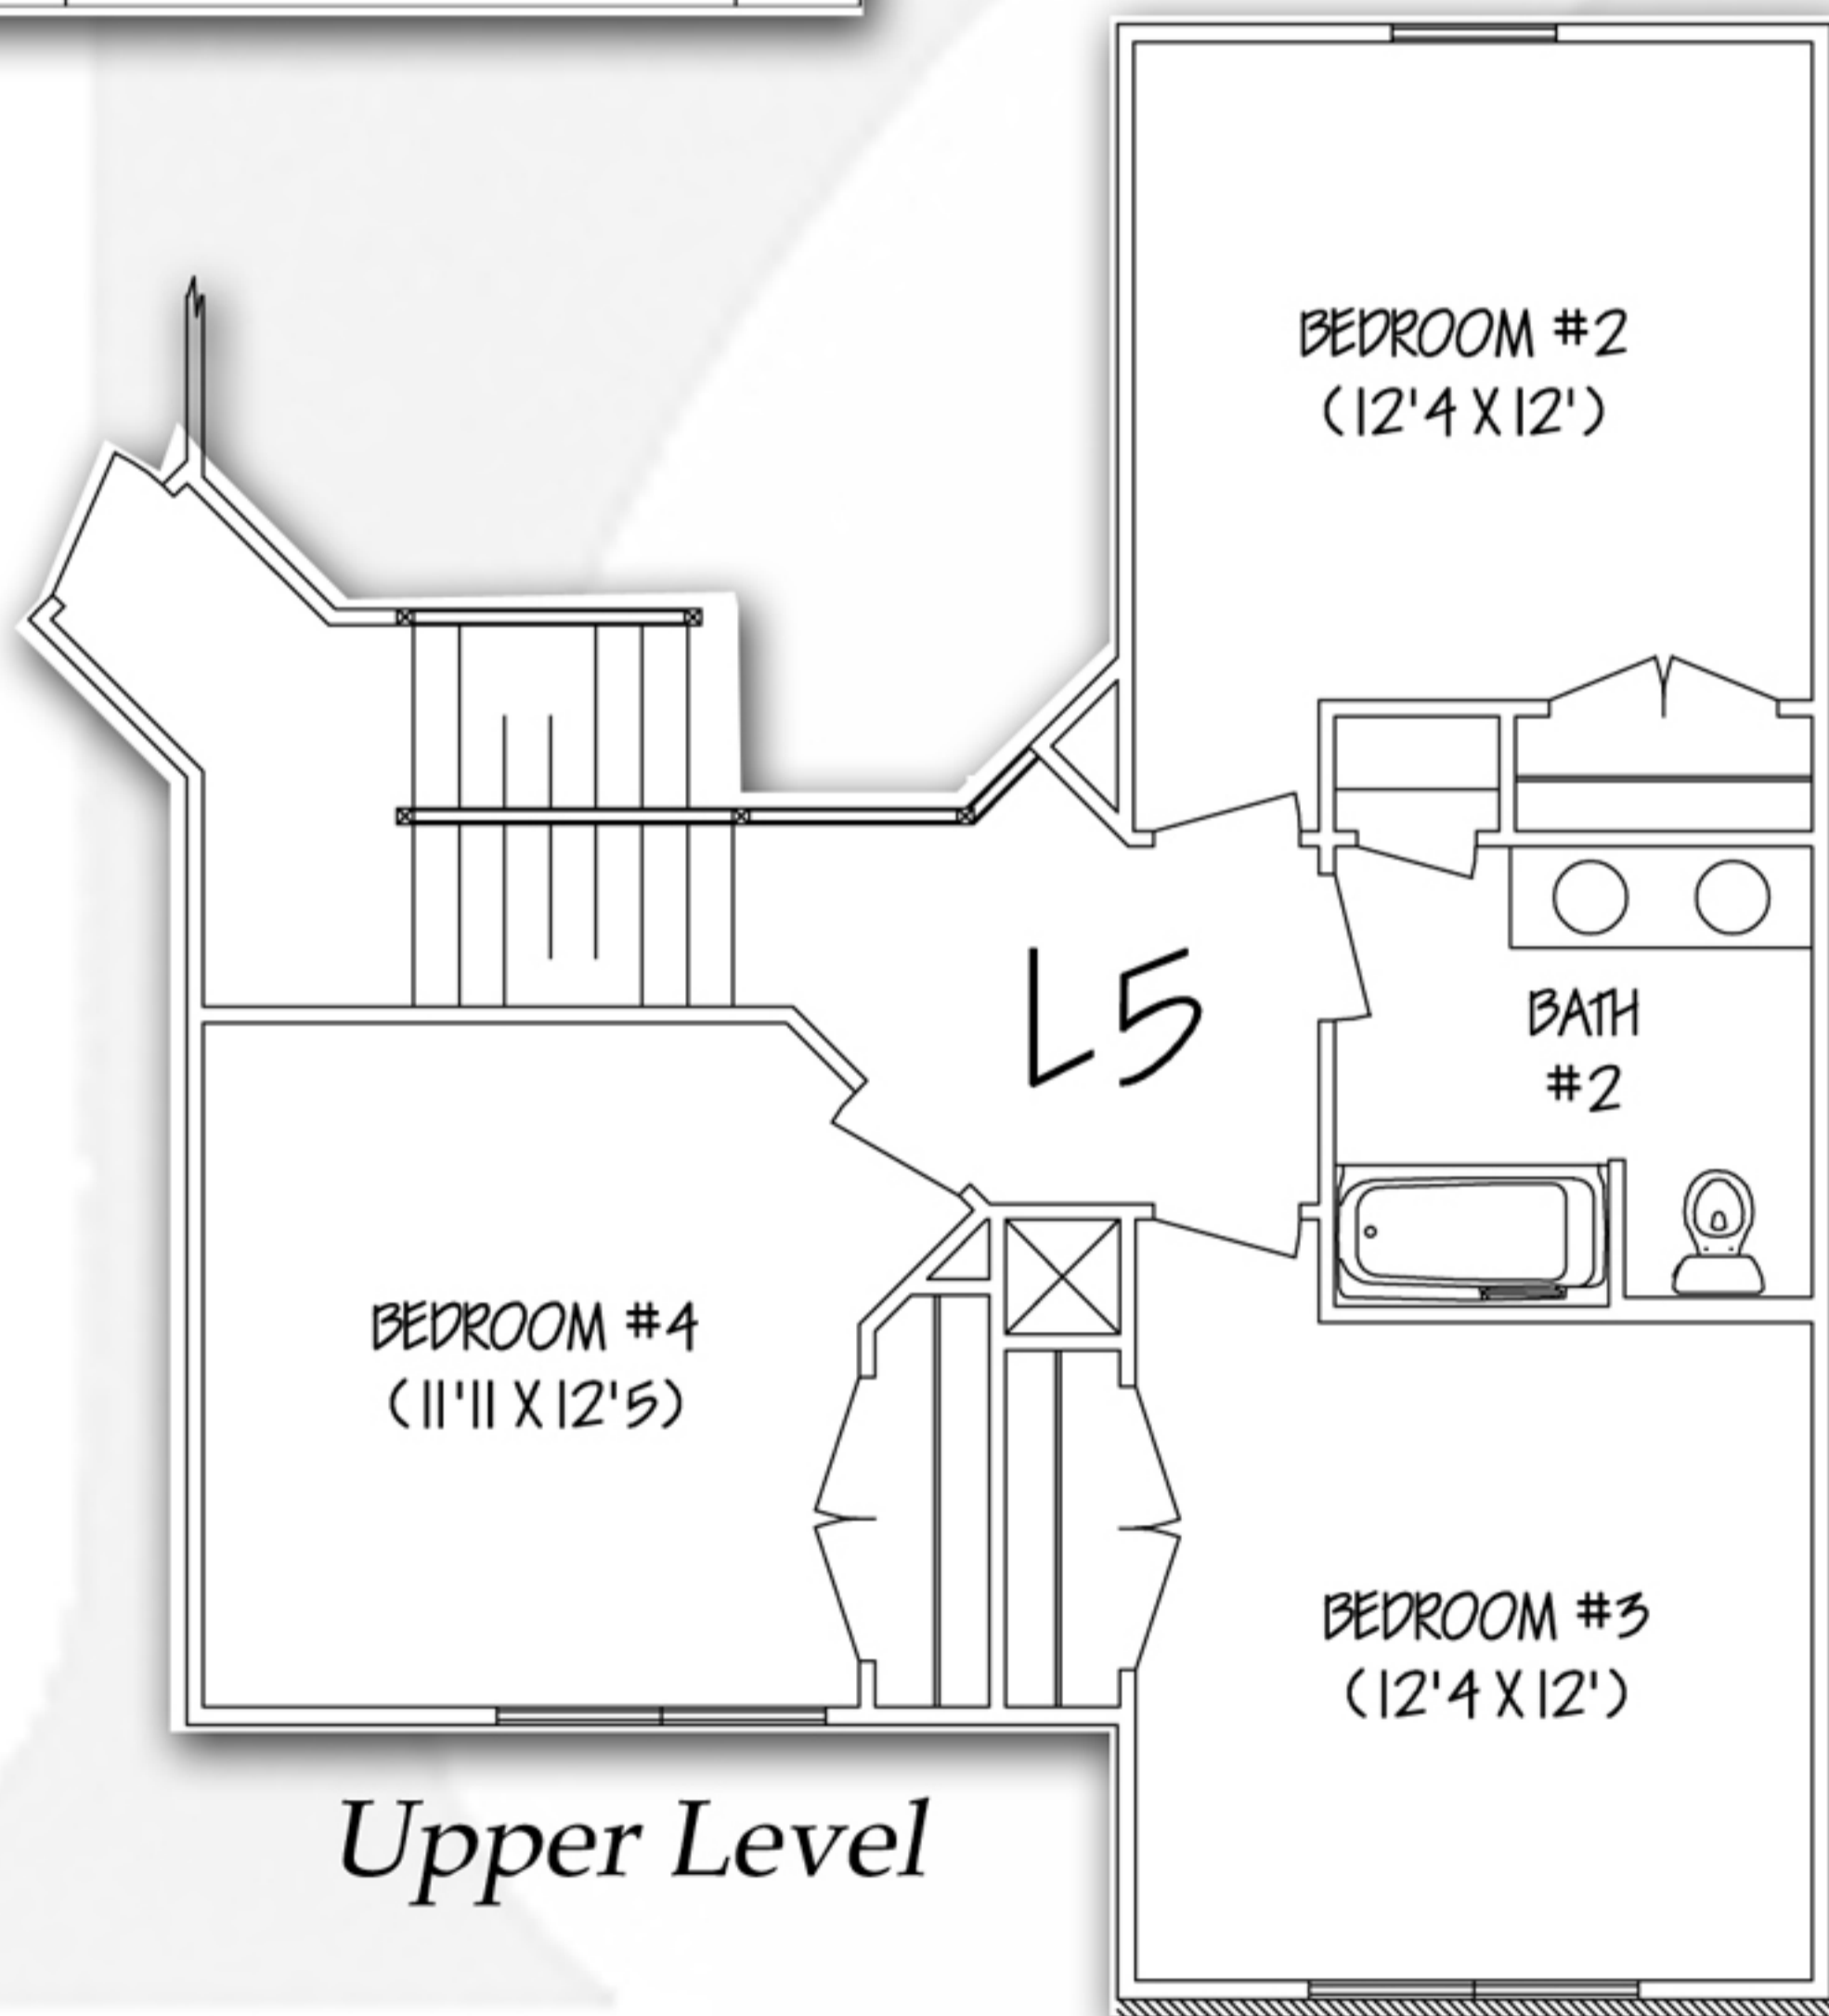 BEDROOM #2
(12'4 X 12')
L5
BATH
#2
BEDROOM #4
(11'11 X 12'5)
BEDROOM #3
(12'4 X 12')
Upper Level